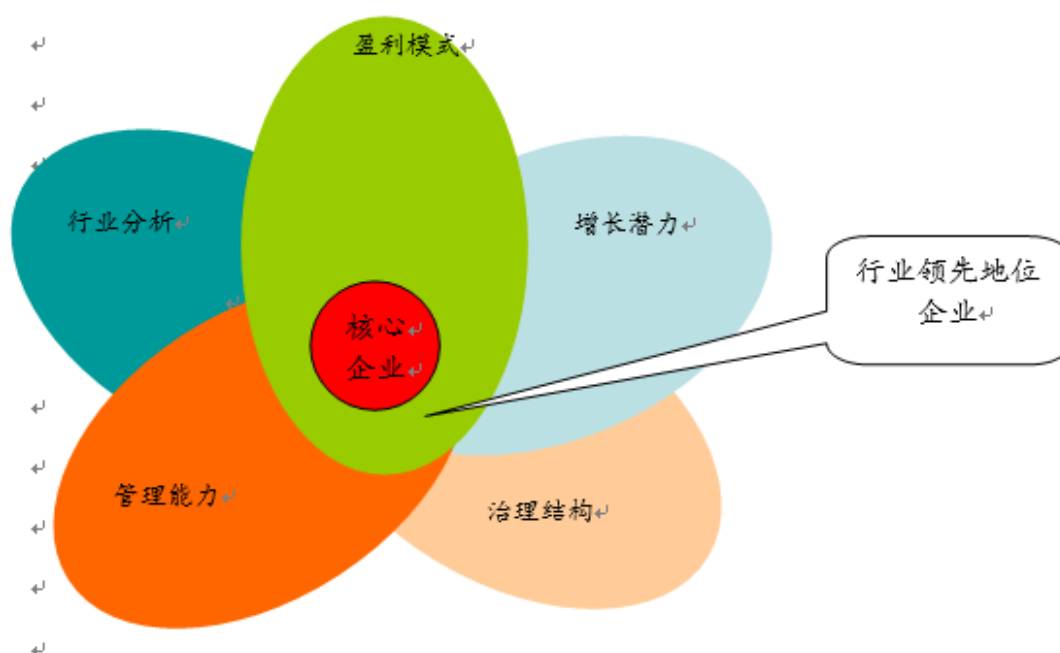 盈利模式
行业分析
增长潜力
行业领先地位
企业
核心
企业
管理能力
治理结构